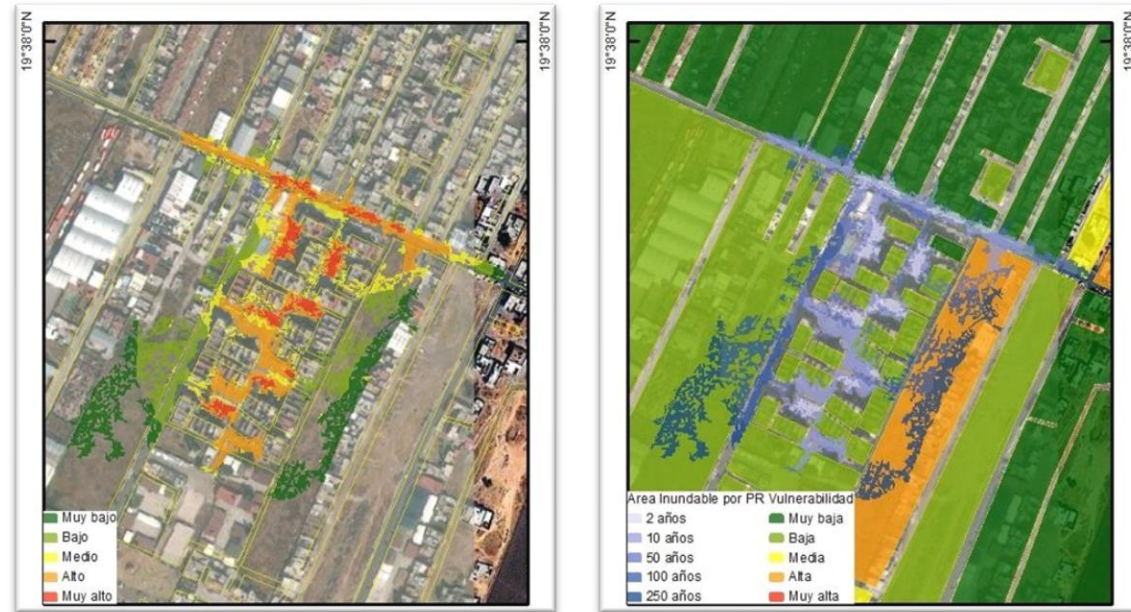 19°38'0"N
19°38'0"N
Muy bajo
Bajo
Medio
Alto
Muy alto
19°38'0"N
19°38'0"N
Area Inundable por PR Vulnerabilidad
2 años Muy baja
10 años Baja
50 años Media
100 años Alta
250 años Muy alta